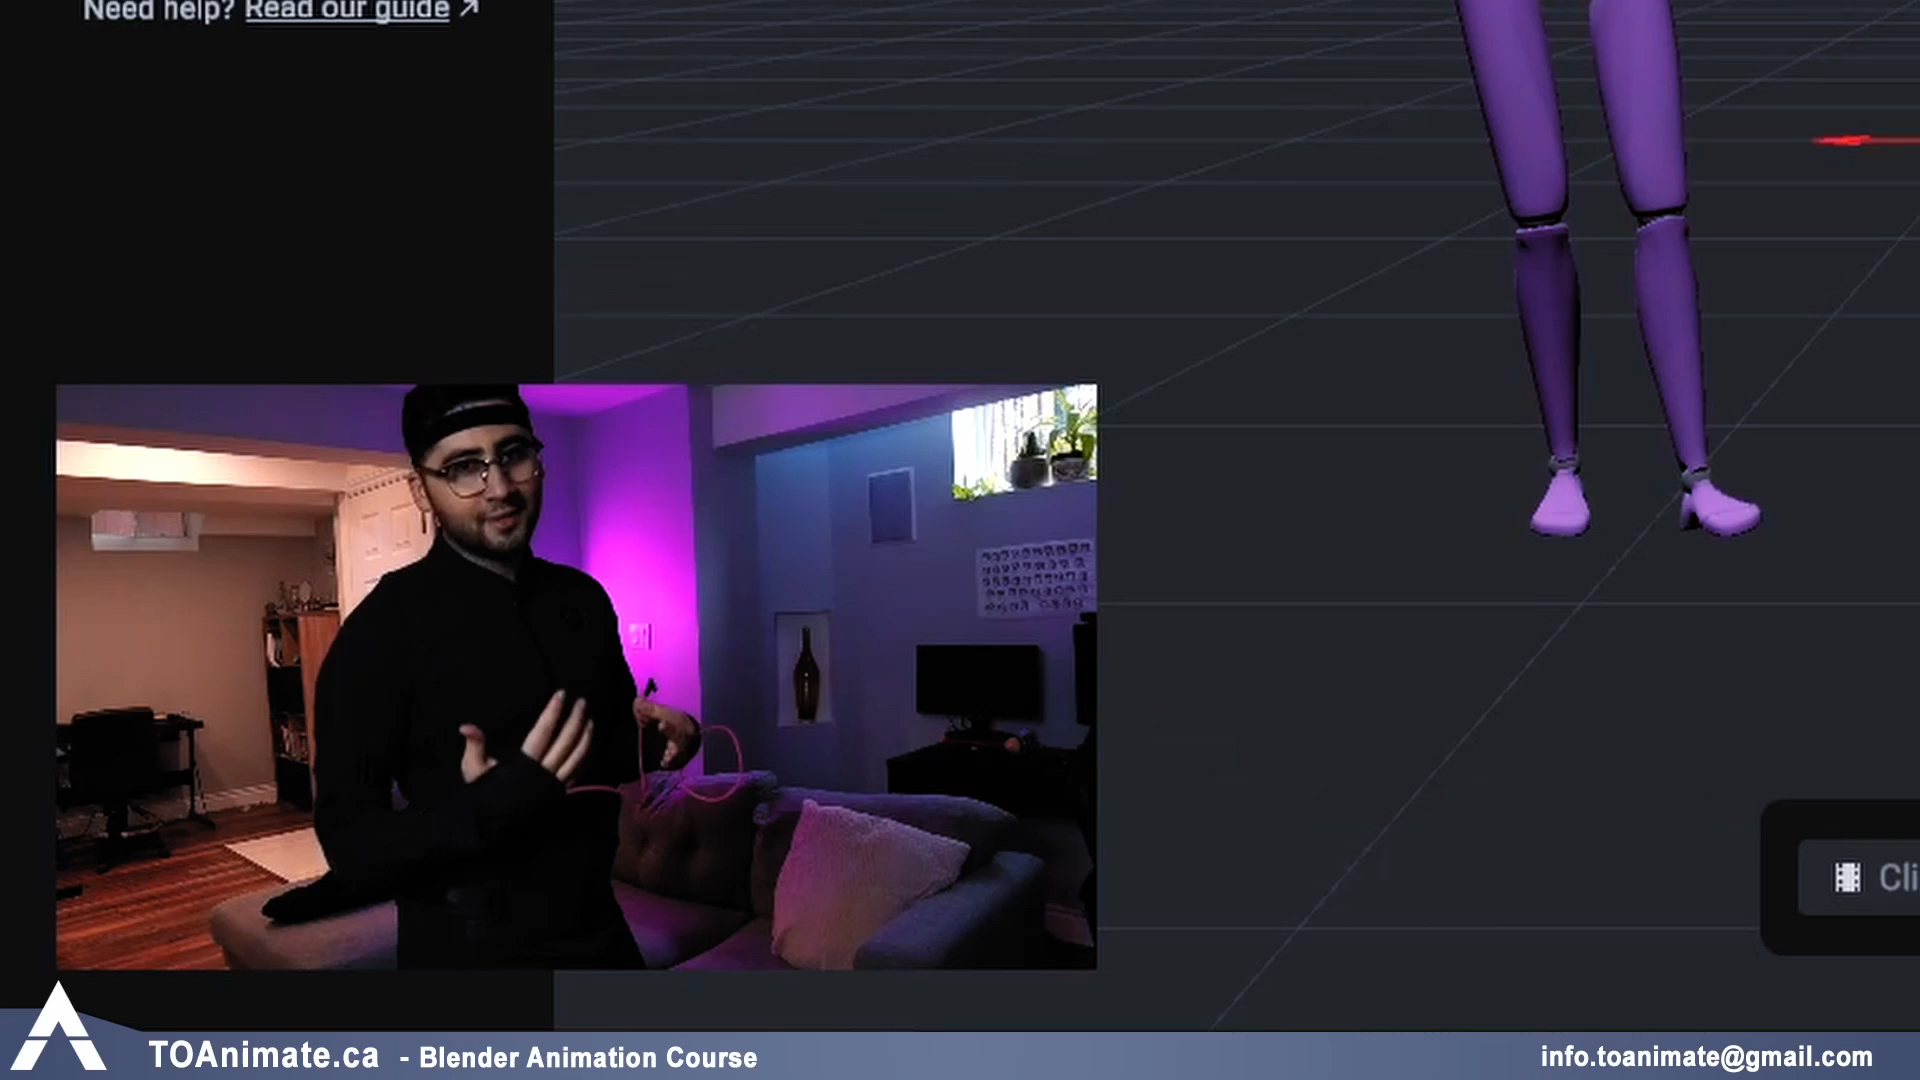 Need help? Read our guide ↗
Cli
TOAnimate.ca - Blender Animation Course
info.toanimate@gmail.com